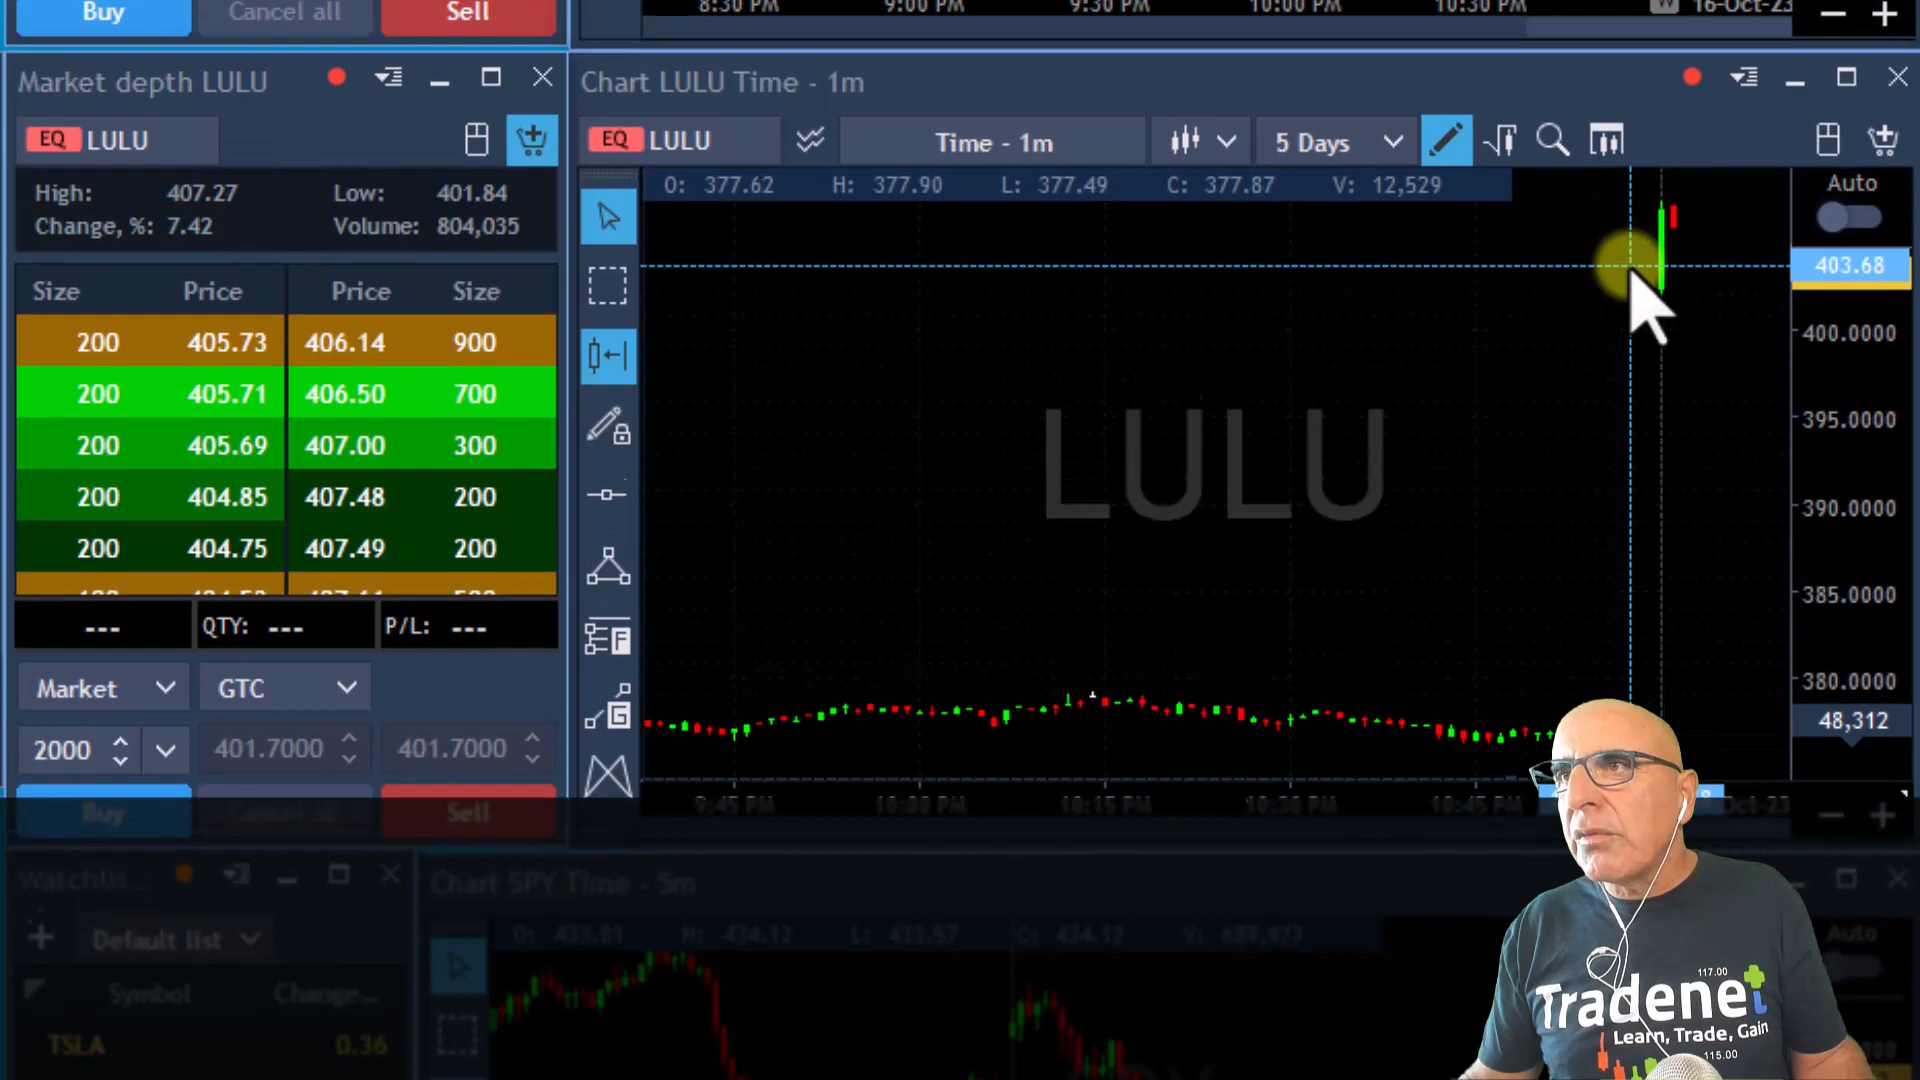 Buy Cancel all Sell
8:30 PM 9:00 PM 9:30 PM 10:00 PM 10:30 PM 16-Oct-23
Market depth LULU
EQ LULU
High: 407.27 Low: 401.84
Change, %: 7.42 Volume: 804,035
Size Price Price Size
200 405.73 406.14 900
200 405.71 406.50 700
200 405.69 407.00 300
200 404.85 407.48 200
200 404.75 407.49 200
--- QTY: --- P/L: ---
Market GTC
2000 401.7000 401.7000
Buy Cancel all Sell
Chart LULU Time - 1m
EQ LULU Time - 1m 5 Days
O: 377.62 H: 377.90 L: 377.49 C: 377.87 V: 12,529
Auto
403.68
400.0000
395.0000
LULU
390.0000
385.0000
380.0000
48,312
F
G
9:45 PM 10:00 PM 10:15 PM 10:30 PM 10:45 PM Oct-23
Watchlis...
Default list
Symbol Change...
TSLA 0.36
Chart SPY Time - 5m
O: 433.81 H: 434.12 L: 433.57 C: 434.12
Auto
117.00
Tradenet
Learn, Trade, Gain
115.00